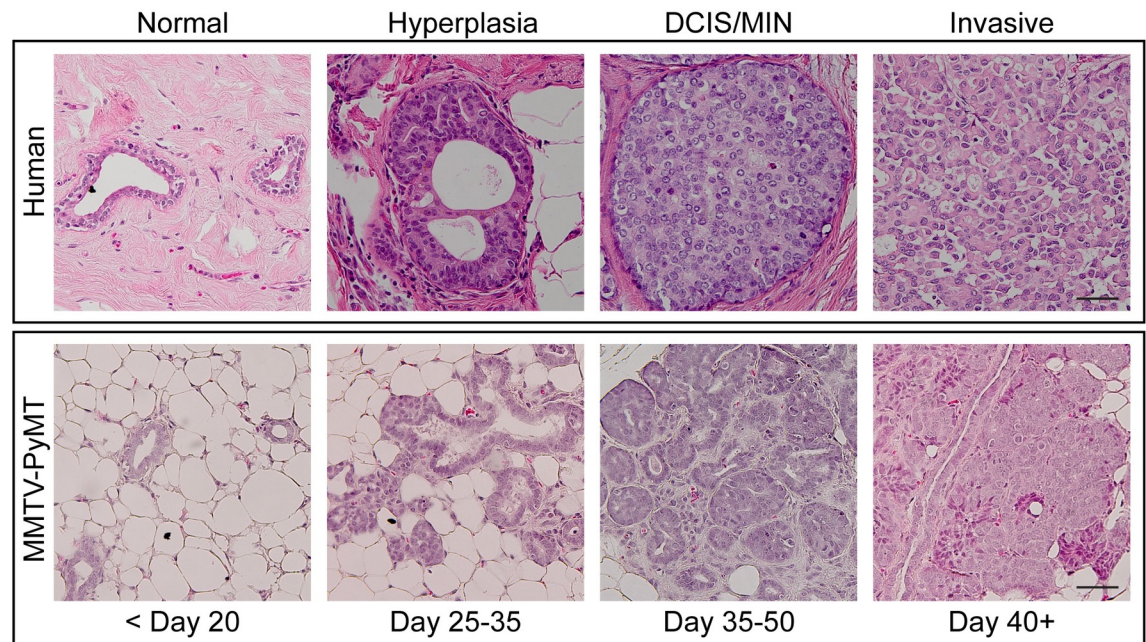 Normal Hyperplasia DCIS/MIN Invasive
Human
MMTV-PyMT
< Day 20 Day 25-35 Day 35-50 Day 40+